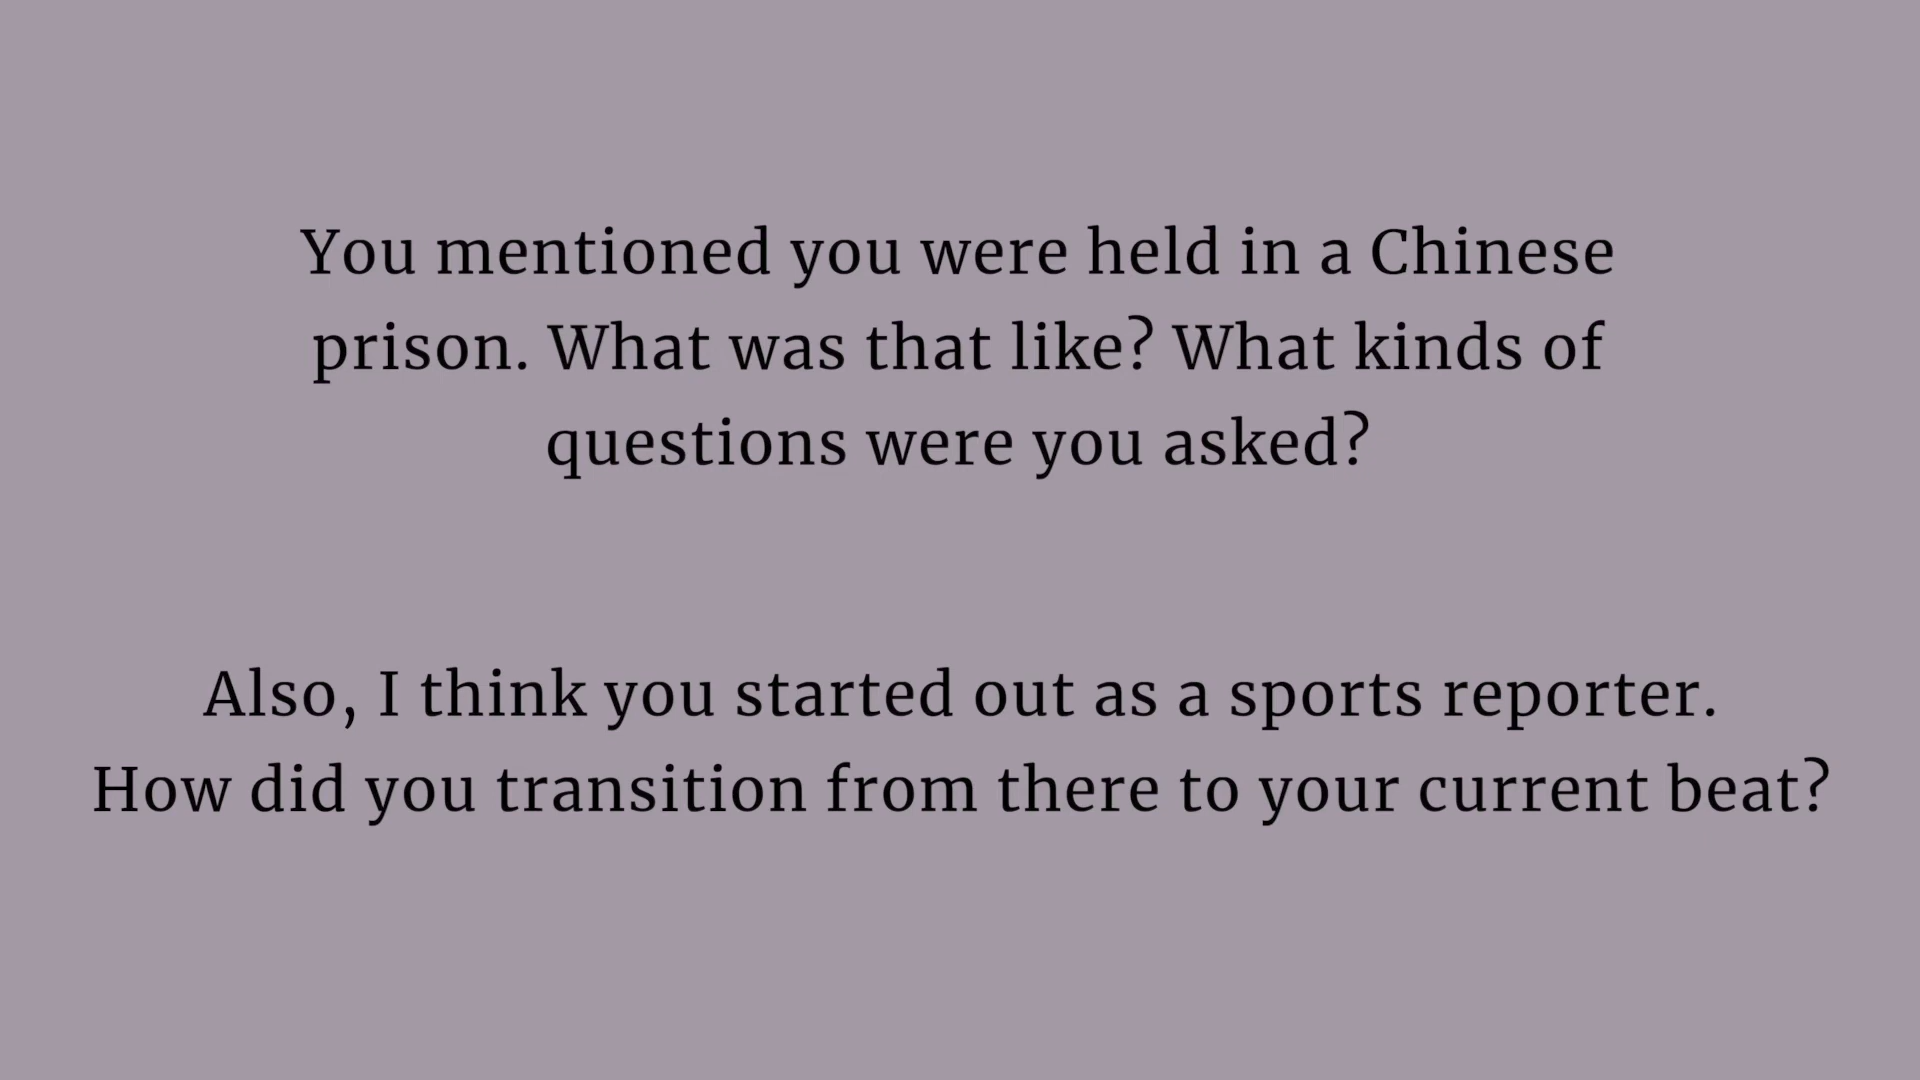 You mentioned you were held in a Chinese
prison. What was that like? What kinds of
questions were you asked?
Also, I think you started out as a sports reporter.
How did you transition from there to your current beat?